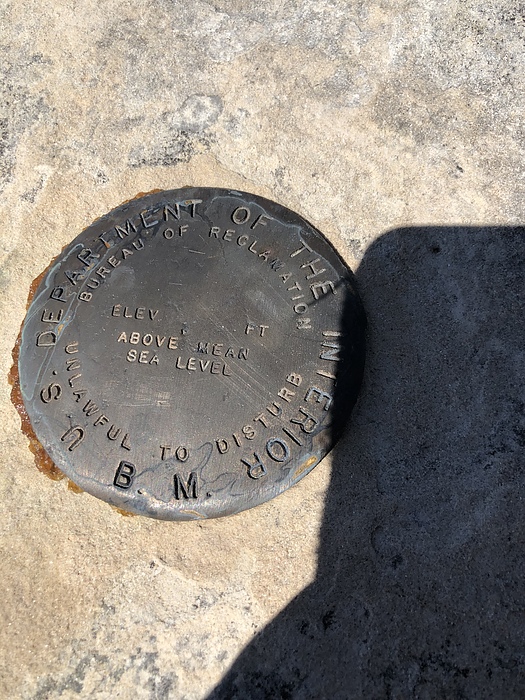 U. S. DEPARTMENT OF THE INTERIOR
BUREAU OF RECLAMATION
ELEV. FT
ABOVE MEAN
SEA LEVEL
UNLAWFUL TO DISTURB
B. M.